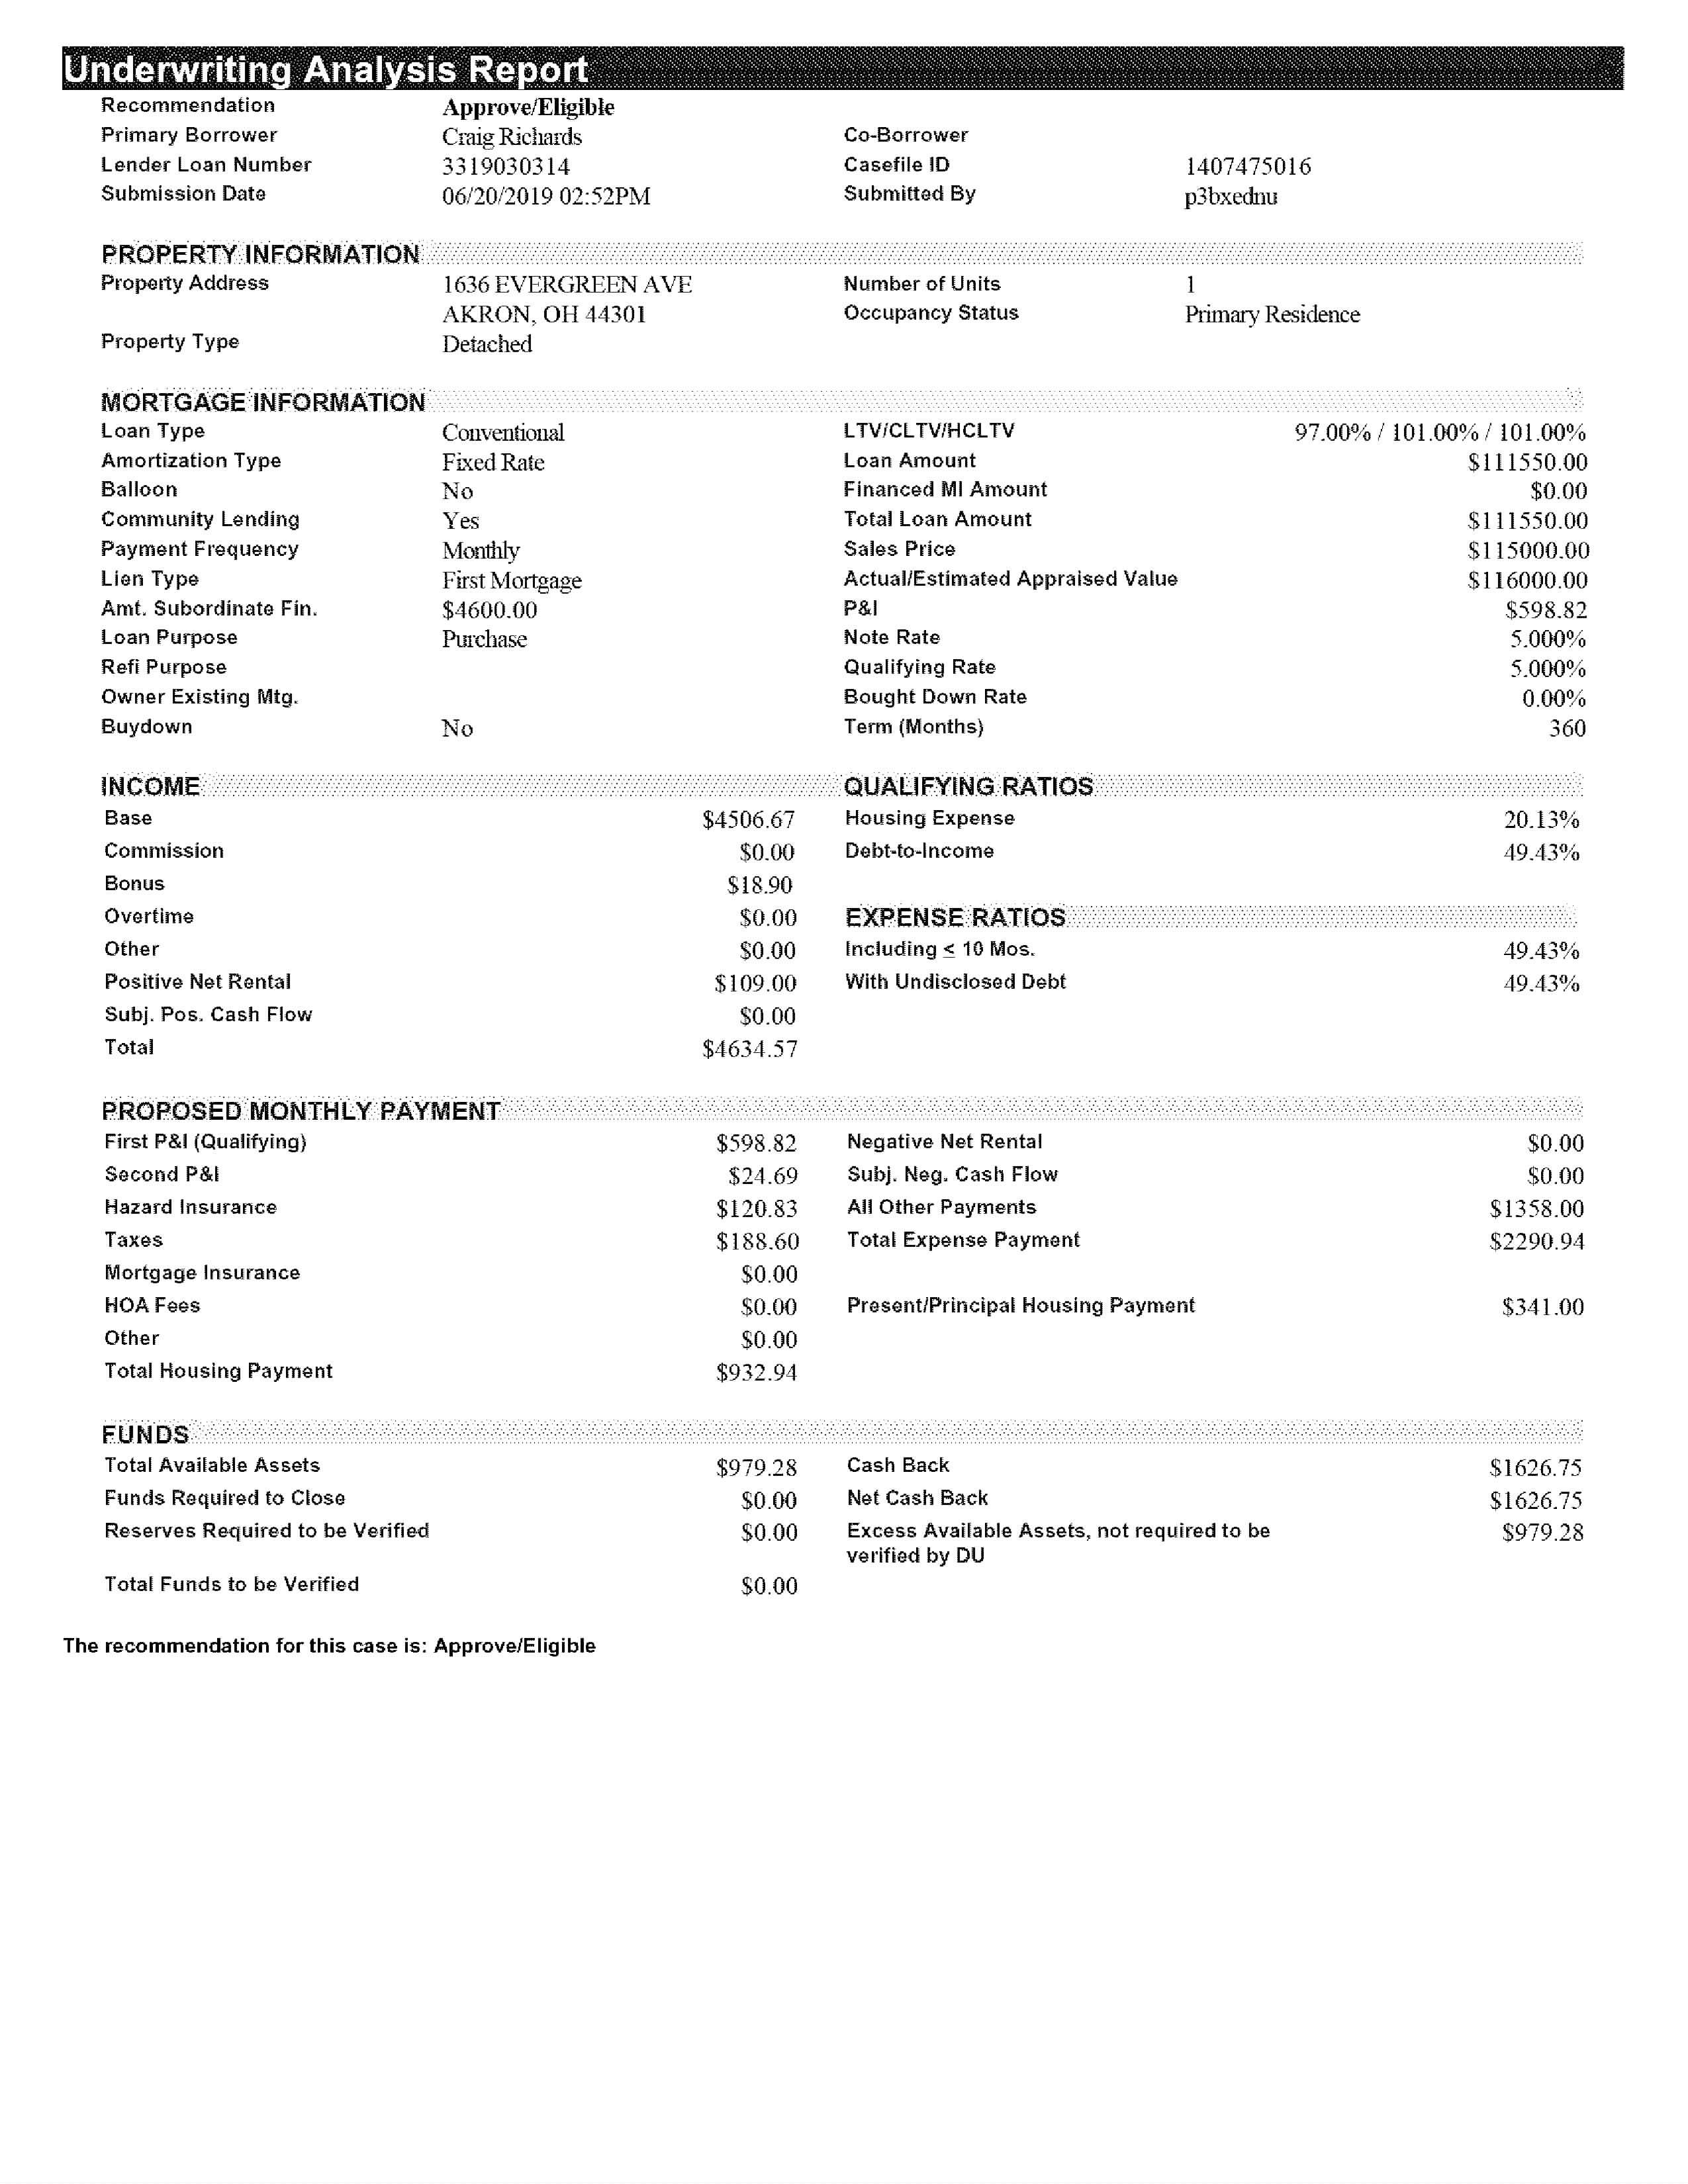 Underwriting Analysis Report
Recommendation Approve/Eligible
Primary Borrower Craig Richards Co-Borrower
Lender Loan Number 3319030314 Casefile ID 1407475016
Submission Date 06/20/2019 02:52PM Submitted By p3bxednu
PROPERTY INFORMATION
Property Address 1636 EVERGREEN AVE Number of Units 1
AKRON, OH 44301 Occupancy Status Primary Residence
Property Type Detached
MORTGAGE INFORMATION
Loan Type Conventional LTV/CLTV/HCLTV 97.00% / 101.00% / 101.00%
Amortization Type Fixed Rate Loan Amount $111550.00
Balloon No Financed MI Amount $0.00
Community Lending Yes Total Loan Amount $111550.00
Payment Frequency Monthly Sales Price $115000.00
Lien Type First Mortgage Actual/Estimated Appraised Value $116000.00
Amt. Subordinate Fin. $4600.00 P&I $598.82
Loan Purpose Purchase Note Rate 5.000%
Refi Purpose Qualifying Rate 5.000%
Owner Existing Mtg. Bought Down Rate 0.00%
Buydown No Term (Months) 360
INCOME QUALIFYING RATIOS
Base $4506.67 Housing Expense 20.13%
Commission $0.00 Debt-to-Income 49.43%
Bonus $18.90
Overtime $0.00 EXPENSE RATIOS
Other $0.00 Including ≤ 10 Mos. 49.43%
Positive Net Rental $109.00 With Undisclosed Debt 49.43%
Subj. Pos. Cash Flow $0.00
Total $4634.57
PROPOSED MONTHLY PAYMENT
First P&I (Qualifying) $598.82 Negative Net Rental $0.00
Second P&I $24.69 Subj. Neg. Cash Flow $0.00
Hazard Insurance $120.83 All Other Payments $1358.00
Taxes $188.60 Total Expense Payment $2290.94
Mortgage Insurance $0.00
HOA Fees $0.00 Present/Principal Housing Payment $341.00
Other $0.00
Total Housing Payment $932.94
FUNDS
Total Available Assets $979.28 Cash Back $1626.75
Funds Required to Close $0.00 Net Cash Back $1626.75
Reserves Required to be Verified $0.00 Excess Available Assets, not required to be $979.28
verified by DU
Total Funds to be Verified $0.00
The recommendation for this case is: Approve/Eligible